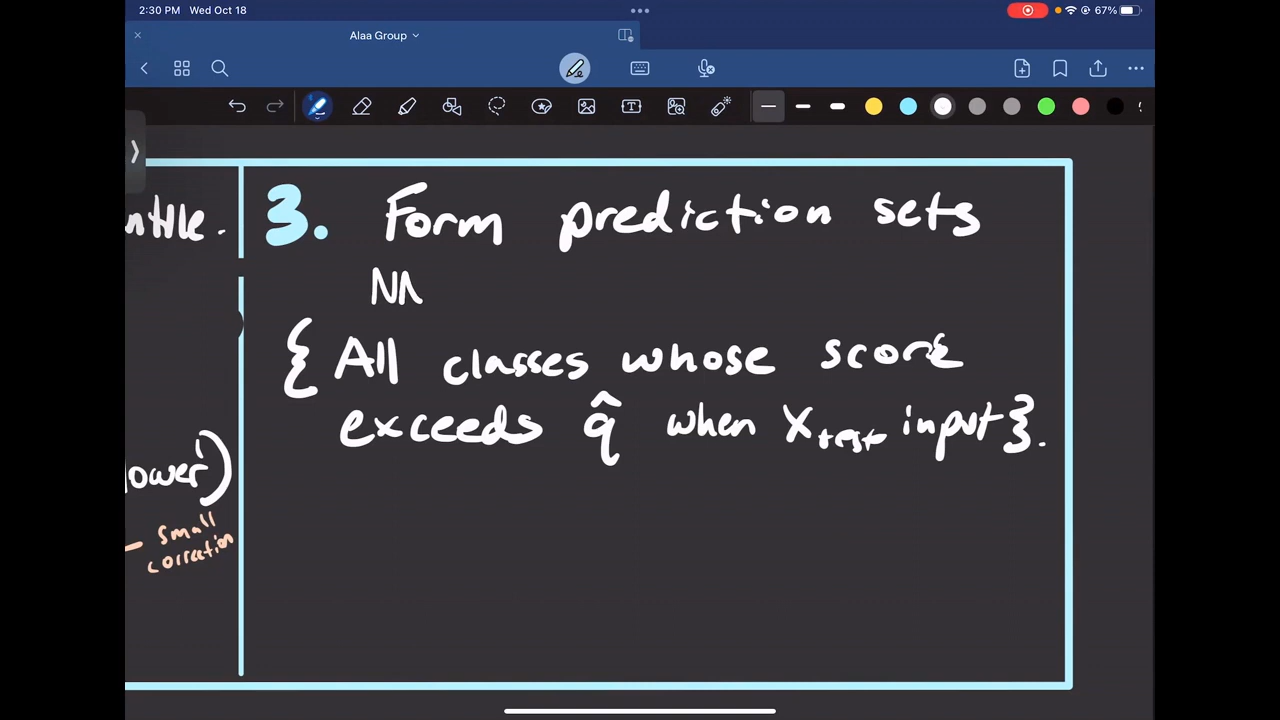 2:30 PM Wed Oct 18
67%
Alaa Group
ntile.
3. Form prediction sets
{All classes whose score
exceeds q̂ when Xtest input}.
lower)
small
correction